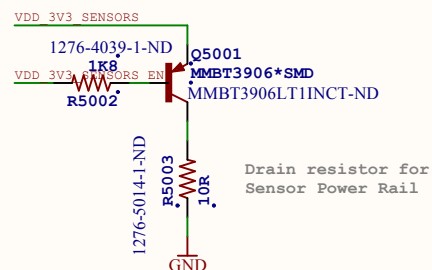 VDD_3V3_SENSORS
1276-4039-1-ND
Q5001
1K8
MMBT3906*SMD
VDD_3V3_SENSORS_EN
MMBT3906LT1INCT-ND
R5002
1276-5014-1-ND
R5003
10R
Drain resistor for
Sensor Power Rail
GND